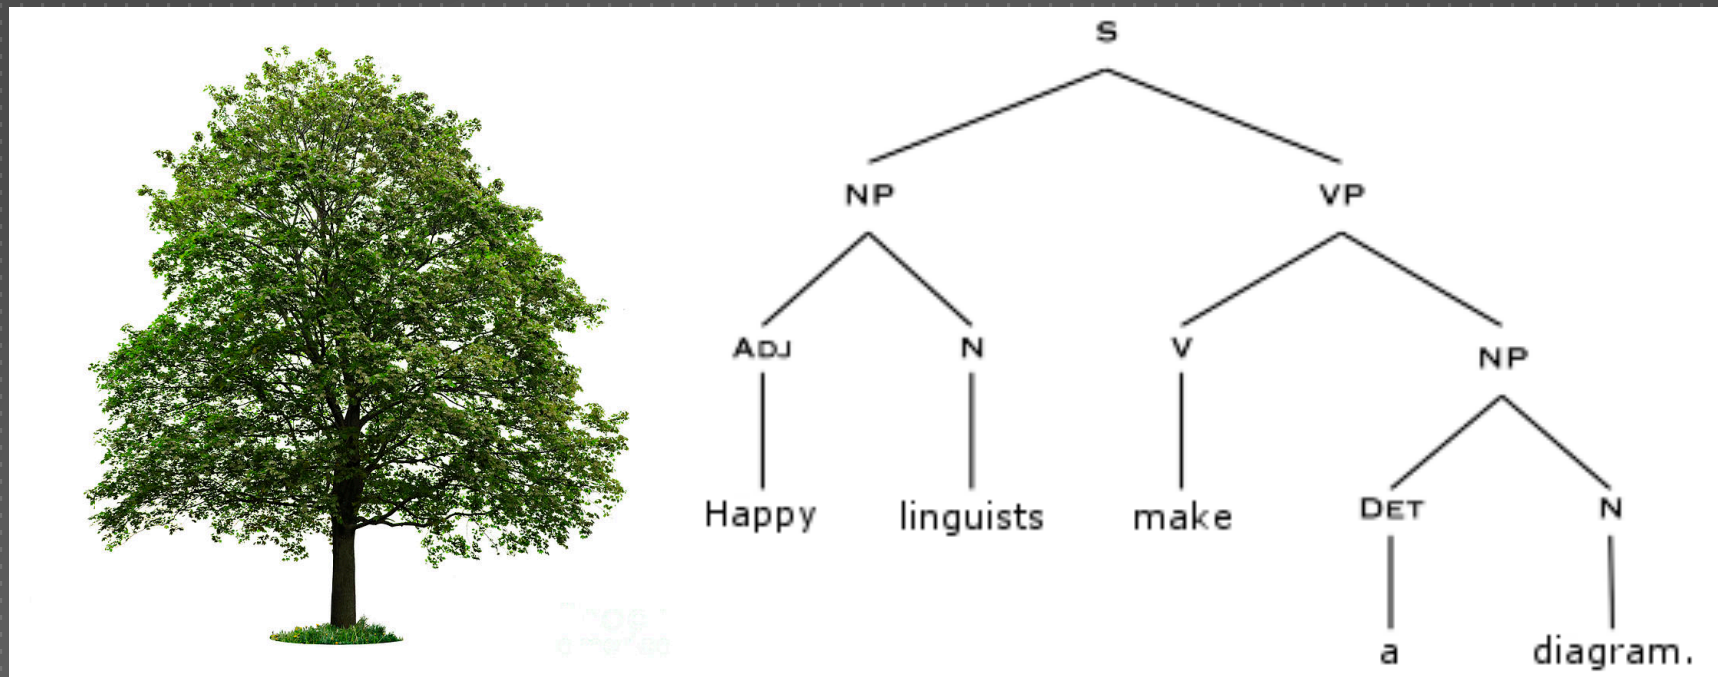 S
NP VP
ADJ N V NP
Happy linguists make DET N
a diagram.